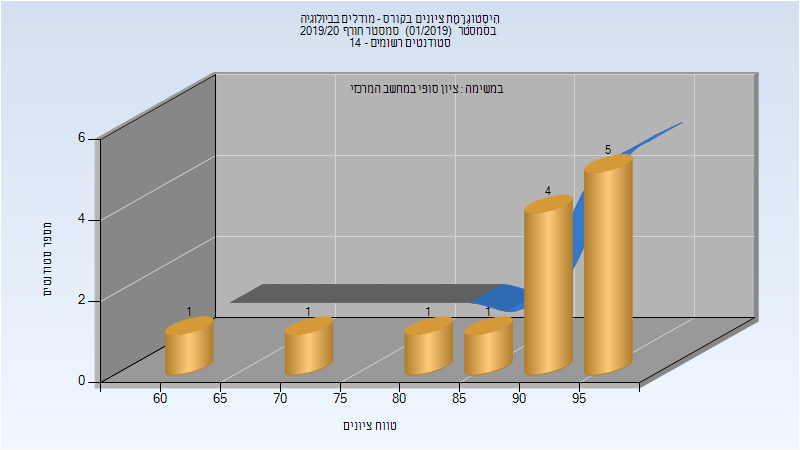 היסטוגרמת ציונים בקורס - מודלים בביולוגיה
בסמסטר (01/2019) סמסטר חורף 2019/20
סטודנטים רשומים - 14
במשימה : ציון סופי במחשב המרכזי
מספר סטודנטים
6
4
2
0
1
1
1
1
4
5
60 65 70 75 80 85 90 95
טווח ציונים